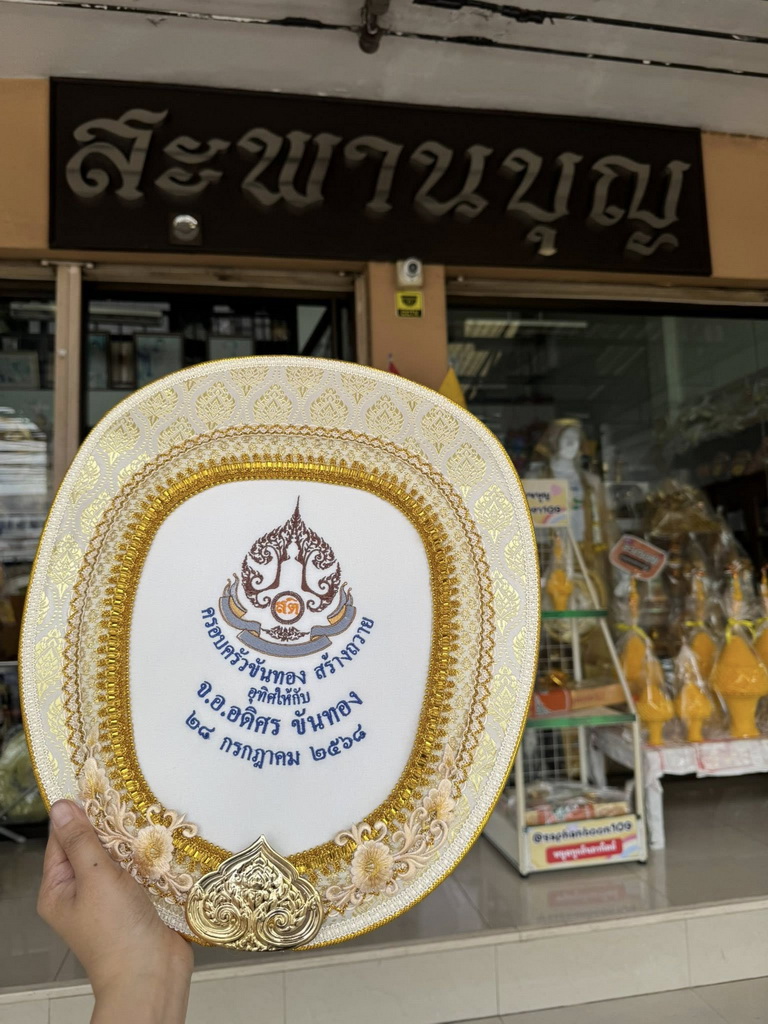 สะพานบุญ
สต
ครอบครัวขันทอง สร้างถวาย
อุทิศให้กับ
จ.อ.อดิศร ขันทอง
๒๘ กรกฎาคม ๒๕๖๘
@saphanboon109